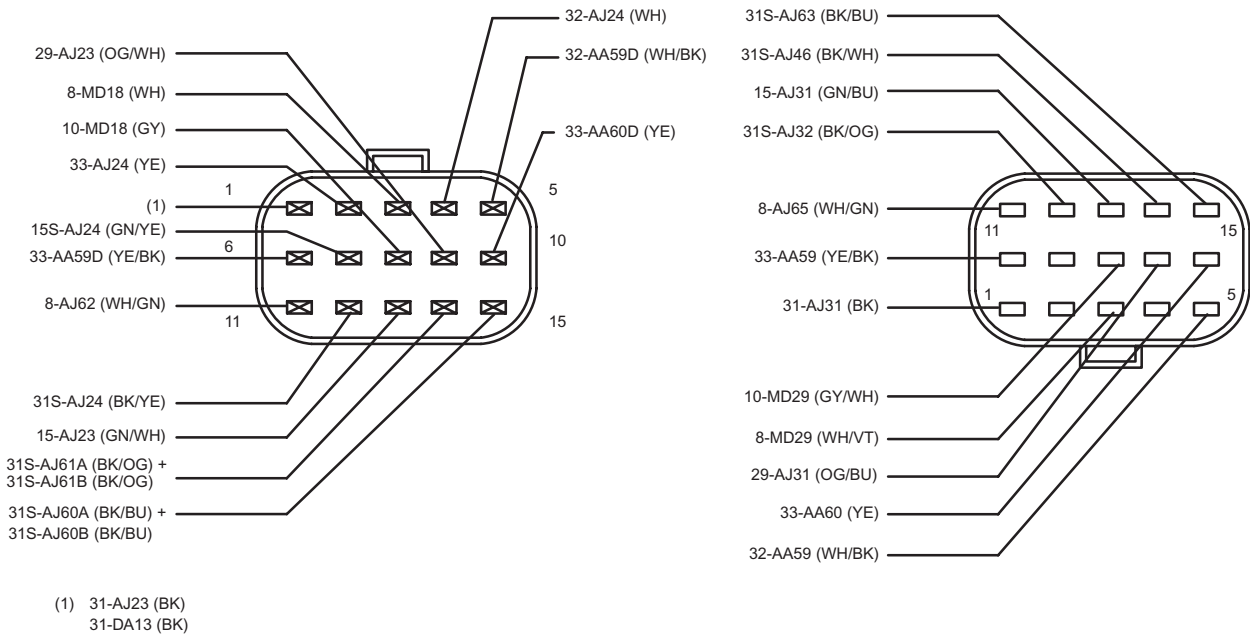 29-AJ23 (OG/WH)
8-MD18 (WH)
10-MD18 (GY)
33-AJ24 (YE)
(1)
15S-AJ24 (GN/YE)
33-AA59D (YE/BK)
8-AJ62 (WH/GN)
31S-AJ24 (BK/YE)
15-AJ23 (GN/WH)
31S-AJ61A (BK/OG) +
31S-AJ61B (BK/OG)
31S-AJ60A (BK/BU) +
31S-AJ60B (BK/BU)
32-AJ24 (WH)
32-AA59D (WH/BK)
33-AA60D (YE)
1
5
6
10
11
15
31S-AJ63 (BK/BU)
31S-AJ46 (BK/WH)
15-AJ31 (GN/BU)
31S-AJ32 (BK/OG)
8-AJ65 (WH/GN)
33-AA59 (YE/BK)
31-AJ31 (BK)
10-MD29 (GY/WH)
8-MD29 (WH/VT)
29-AJ31 (OG/BU)
33-AA60 (YE)
32-AA59 (WH/BK)
11
15
1
5
(1) 31-AJ23 (BK)
31-DA13 (BK)